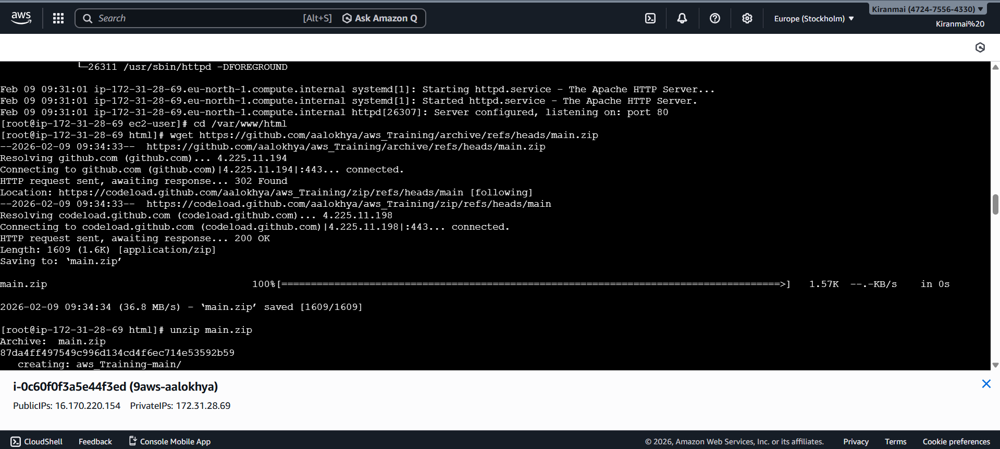 aws
Search [Alt+S] Ask Amazon Q
Europe (Stockholm) ▼
Kiranmai (4724-7556-4330) ▼
Kiranmai%20
└─26311 /usr/sbin/httpd -DFOREGROUND
Feb 09 09:31:01 ip-172-31-28-69.eu-north-1.compute.internal systemd[1]: Starting httpd.service - The Apache HTTP Server...
Feb 09 09:31:01 ip-172-31-28-69.eu-north-1.compute.internal systemd[1]: Started httpd.service - The Apache HTTP Server.
Feb 09 09:31:01 ip-172-31-28-69.eu-north-1.compute.internal httpd[26307]: Server configured, listening on: port 80
[root@ip-172-31-28-69 ec2-user]# cd /var/www/html
[root@ip-172-31-28-69 html]# wget https://github.com/aalokhya/aws_Training/archive/refs/heads/main.zip
--2026-02-09 09:34:33--  https://github.com/aalokhya/aws_Training/archive/refs/heads/main.zip
Resolving github.com (github.com)... 4.225.11.194
Connecting to github.com (github.com)|4.225.11.194|:443... connected.
HTTP request sent, awaiting response... 302 Found
Location: https://codeload.github.com/aalokhya/aws_Training/zip/refs/heads/main [following]
--2026-02-09 09:34:33--  https://codeload.github.com/aalokhya/aws_Training/zip/refs/heads/main
Resolving codeload.github.com (codeload.github.com)... 4.225.11.198
Connecting to codeload.github.com (codeload.github.com)|4.225.11.198|:443... connected.
HTTP request sent, awaiting response... 200 OK
Length: 1609 (1.6K) [application/zip]
Saving to: ‘main.zip’
main.zip 100%[=====================================================================================>] 1.57K --.-KB/s in 0s
2026-02-09 09:34:34 (36.8 MB/s) - ‘main.zip’ saved [1609/1609]
[root@ip-172-31-28-69 html]# unzip main.zip
Archive:  main.zip
87da4ff497549c996d134cd4f6ec714e53592b59
creating: aws_Training-main/
i-0c60f0f3a5e44f3ed (9aws-aalokhya)
PublicIPs: 16.170.220.154 PrivateIPs: 172.31.28.69
CloudShell Feedback Console Mobile App © 2026, Amazon Web Services, Inc. or its affiliates. Privacy Terms Cookie preferences